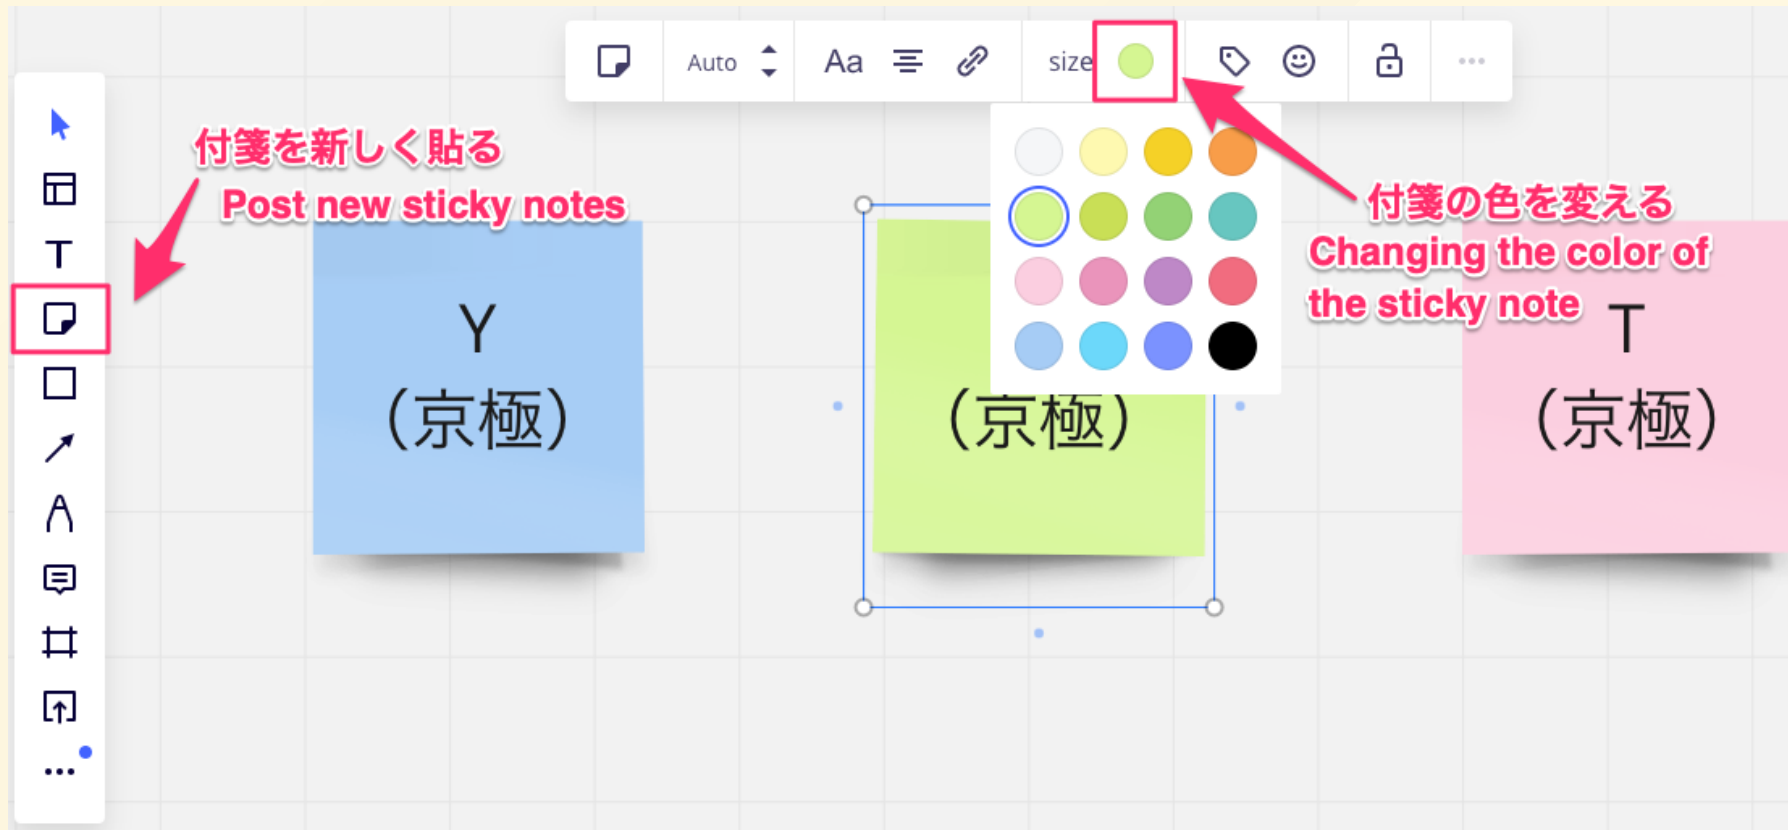 Auto
Aa
size
付箋を新しく貼る
Post new sticky notes
付箋の色を変える
Changing the color of
the sticky note
T
Y
(京極)
(京極)
T
(京極)